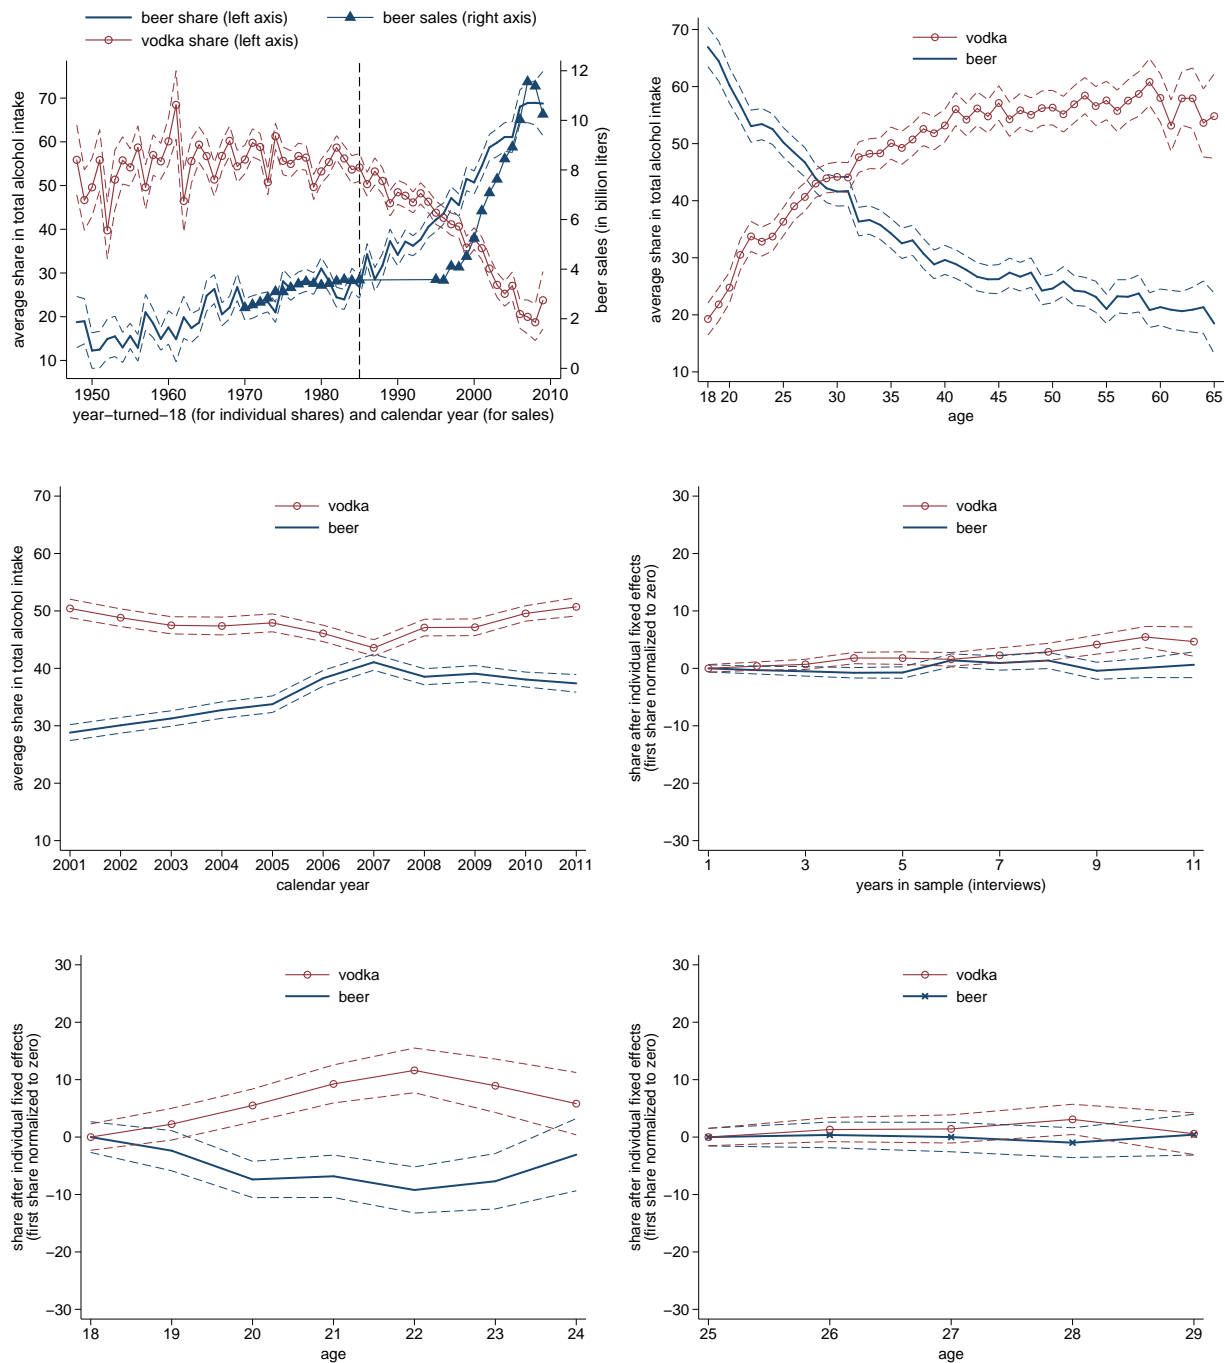 beer share (left axis) beer sales (right axis)
vodka share (left axis)
average share in total alcohol intake
70
60
50
40
30
20
10
12
10
8
6
4
2
0
beer sales (in billion liters)
1950 1960 1970 1980 1990 2000 2010
year−turned−18 (for individual shares) and calendar year (for sales)
vodka
beer
average share in total alcohol intake
70
60
50
40
30
20
10
18 20 25 30 35 40 45 50 55 60 65
age
vodka
beer
average share in total alcohol intake
70
60
50
40
30
20
10
2001 2002 2003 2004 2005 2006 2007 2008 2009 2010 2011
calendar year
vodka
beer
share after individual fixed effects
(first share normalized to zero)
30
20
10
0
−10
−20
−30
1 3 5 7 9 11
years in sample (interviews)
vodka
beer
share after individual fixed effects
(first share normalized to zero)
30
20
10
0
−10
−20
−30
18 19 20 21 22 23 24
age
vodka
beer
share after individual fixed effects
(first share normalized to zero)
30
20
10
0
−10
−20
−30
25 26 27 28 29
age